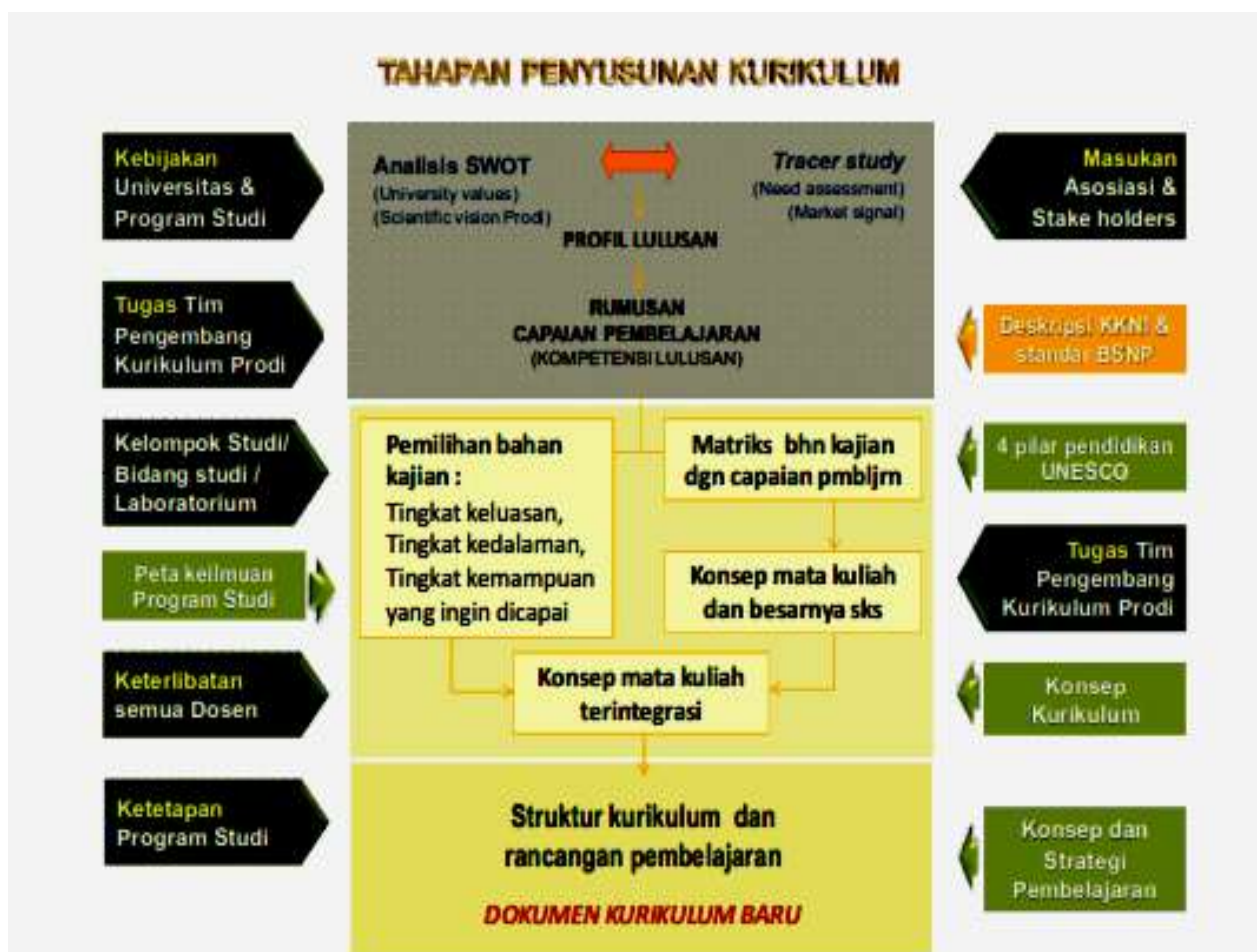 TAHAPAN PENYUSUNAN KURIKULUM
Kebijakan
Universitas &
Program Studi
Tugas Tim
Pengembang
Kurikulum Prodi
Kelompok Studi/
Bidang studi /
Laboratorium
Peta keilmuan
Program Studi
Keterlibatan
semua Dosen
Ketetapan
Program Studi
Analisis SWOT
(University values)
(Scientific vision Prodi)
Tracer study
(Need assessment)
(Market signal)
PROFIL LULUSAN
RUMUSAN
CAPAIAN PEMBELAJARAN
(KOMPETENSI LULUSAN)
Pemilihan bahan
kajian :
Tingkat keluasan,
Tingkat kedalaman,
Tingkat kemampuan
yang ingin dicapai
Matriks bhn kajian
dgn capaian pmbljrn
Konsep mata kuliah
dan besarnya sks
Konsep mata kuliah
terintegrasi
Struktur kurikulum dan
rancangan pembelajaran
DOKUMEN KURIKULUM BARU
Masukan
Asosiasi &
Stake holders
Deskripsi KKNI &
standar BSNP
4 pilar pendidikan
UNESCO
Tugas Tim
Pengembang
Kurikulum Prodi
Konsep
Kurikulum
Konsep dan
Strategi
Pembelajaran